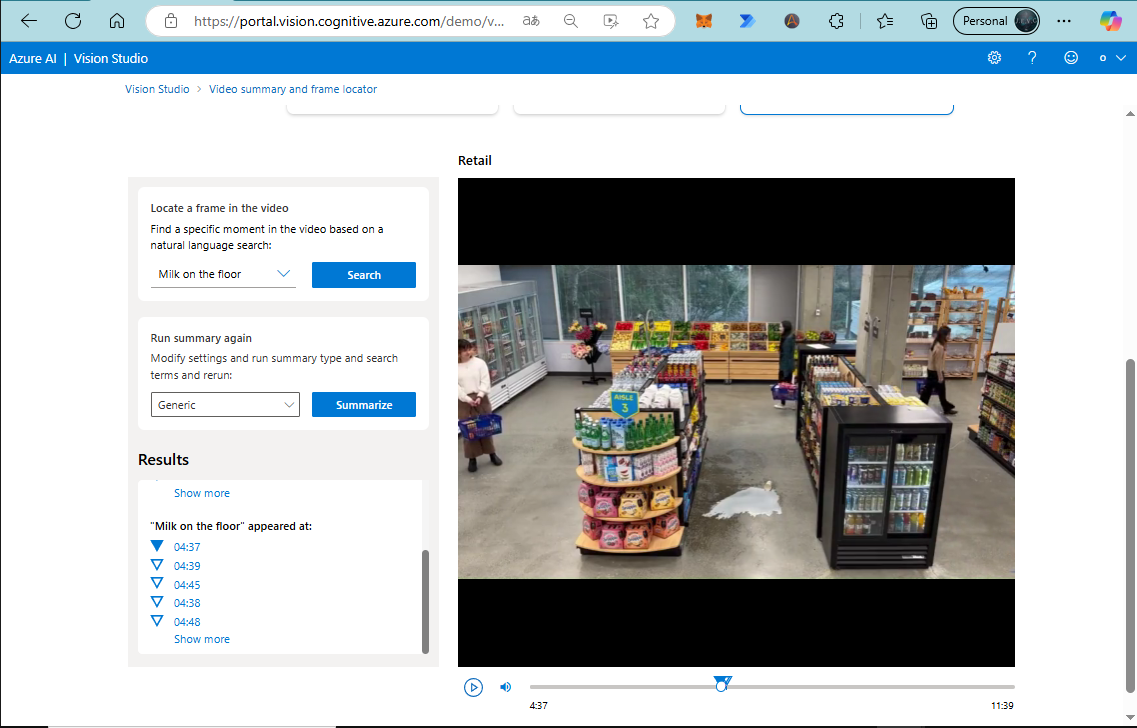 https://portal.vision.cognitive.azure.com/demo/v...
Personal
Azure AI | Vision Studio
Vision Studio > Video summary and frame locator
Retail
Locate a frame in the video
Find a specific moment in the video based on a
natural language search:
Milk on the floor
Search
Run summary again
Modify settings and run summary type and search
terms and rerun:
Generic
Summarize
Results
Show more
"Milk on the floor" appeared at:
04:37
04:39
04:45
04:38
04:48
Show more
AISLE
3
4:37
11:39